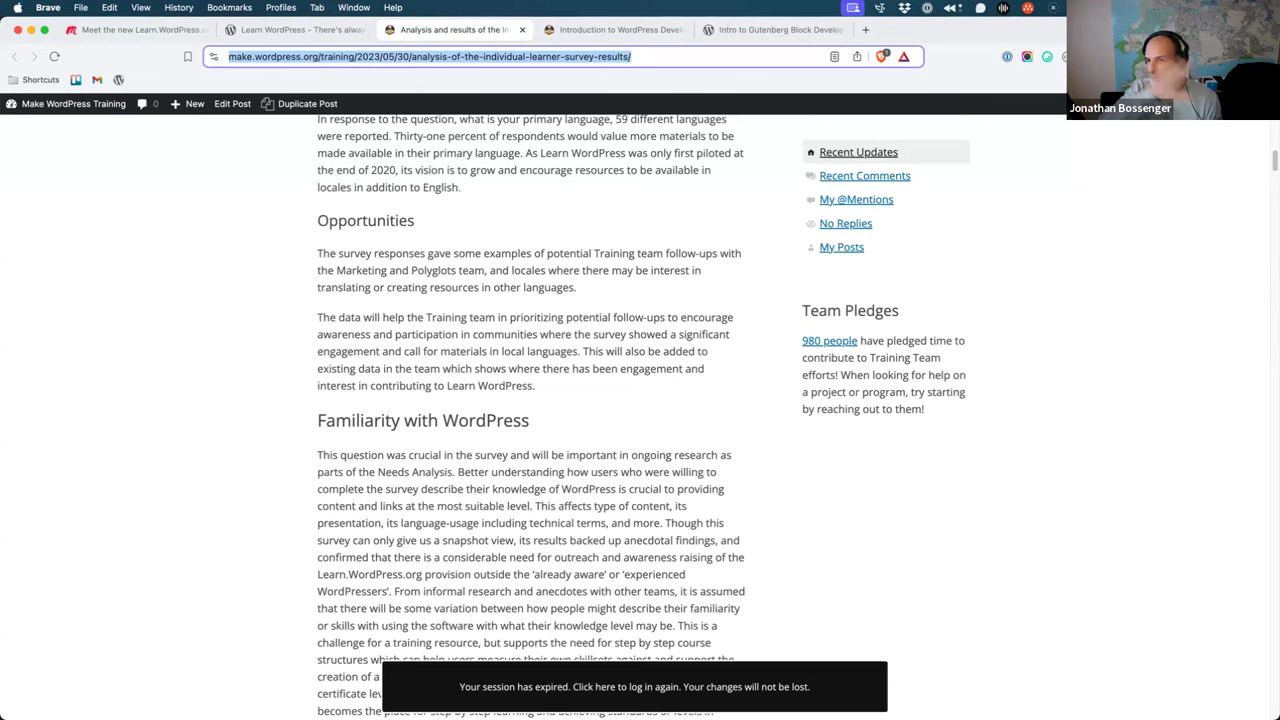 Brave Browser File Edit View History Bookmarks Profiles Tab Window Help
Meet the new Learn.WordPress.o
Learn WordPress – There's alway
Analysis and results of the In
Introduction to WordPress Devel
Intro to Gutenberg Block Develop
make.wordpress.org/training/2023/05/30/analysis-of-the-individual-learner-survey-results/
Shortcuts
Make WordPress Training 0 New Edit Post Duplicate Post
Jonathan Bossenger
In response to the question, what is your primary language, 59 different languages
were reported. Thirty-one percent of respondents would value more materials to be
made available in their primary language. As Learn WordPress was only first piloted at
the end of 2020, its vision is to grow and encourage resources to be available in
locales in addition to English.
Opportunities
The survey responses gave some examples of potential Training team follow-ups with
the Marketing and Polyglots team, and locales where there may be interest in
translating or creating resources in other languages.
The data will help the Training team in prioritizing potential follow-ups to encourage
awareness and participation in communities where the survey showed a significant
engagement and call for materials in local languages. This will also be added to
existing data in the team which shows where there has been engagement and
interest in contributing to Learn WordPress.
Familiarity with WordPress
This question was crucial in the survey and will be important in ongoing research as
parts of the Needs Analysis. Better understanding how users who were willing to
complete the survey describe their knowledge of WordPress is crucial to providing
content and links at the most suitable level. This affects type of content, its
presentation, its language-usage including technical terms, and more. Though this
survey can only give us a snapshot view, its results backed up anecdotal findings, and
confirmed that there is a considerable need for outreach and awareness raising of the
Learn.WordPress.org provision outside the 'already aware' or 'experienced
WordPressers'. From informal research and anecdotes with other teams, it is assumed
that there will be some variation between how people might describe their familiarity
or skills with using the software with what their knowledge level may be. This is a
challenge for a training resource, but supports the need for step by step course
structures which can help users measure their own skillsets against and support the
creation of a
certificate lev
becomes the place for step by step learning and achieving standards or levels in
Your session has expired. Click here to log in again. Your changes will not be lost.
Recent Updates
Recent Comments
My @Mentions
No Replies
My Posts
Team Pledges
980 people have pledged time to
contribute to Training Team
efforts! When looking for help on
a project or program, try starting
by reaching out to them!